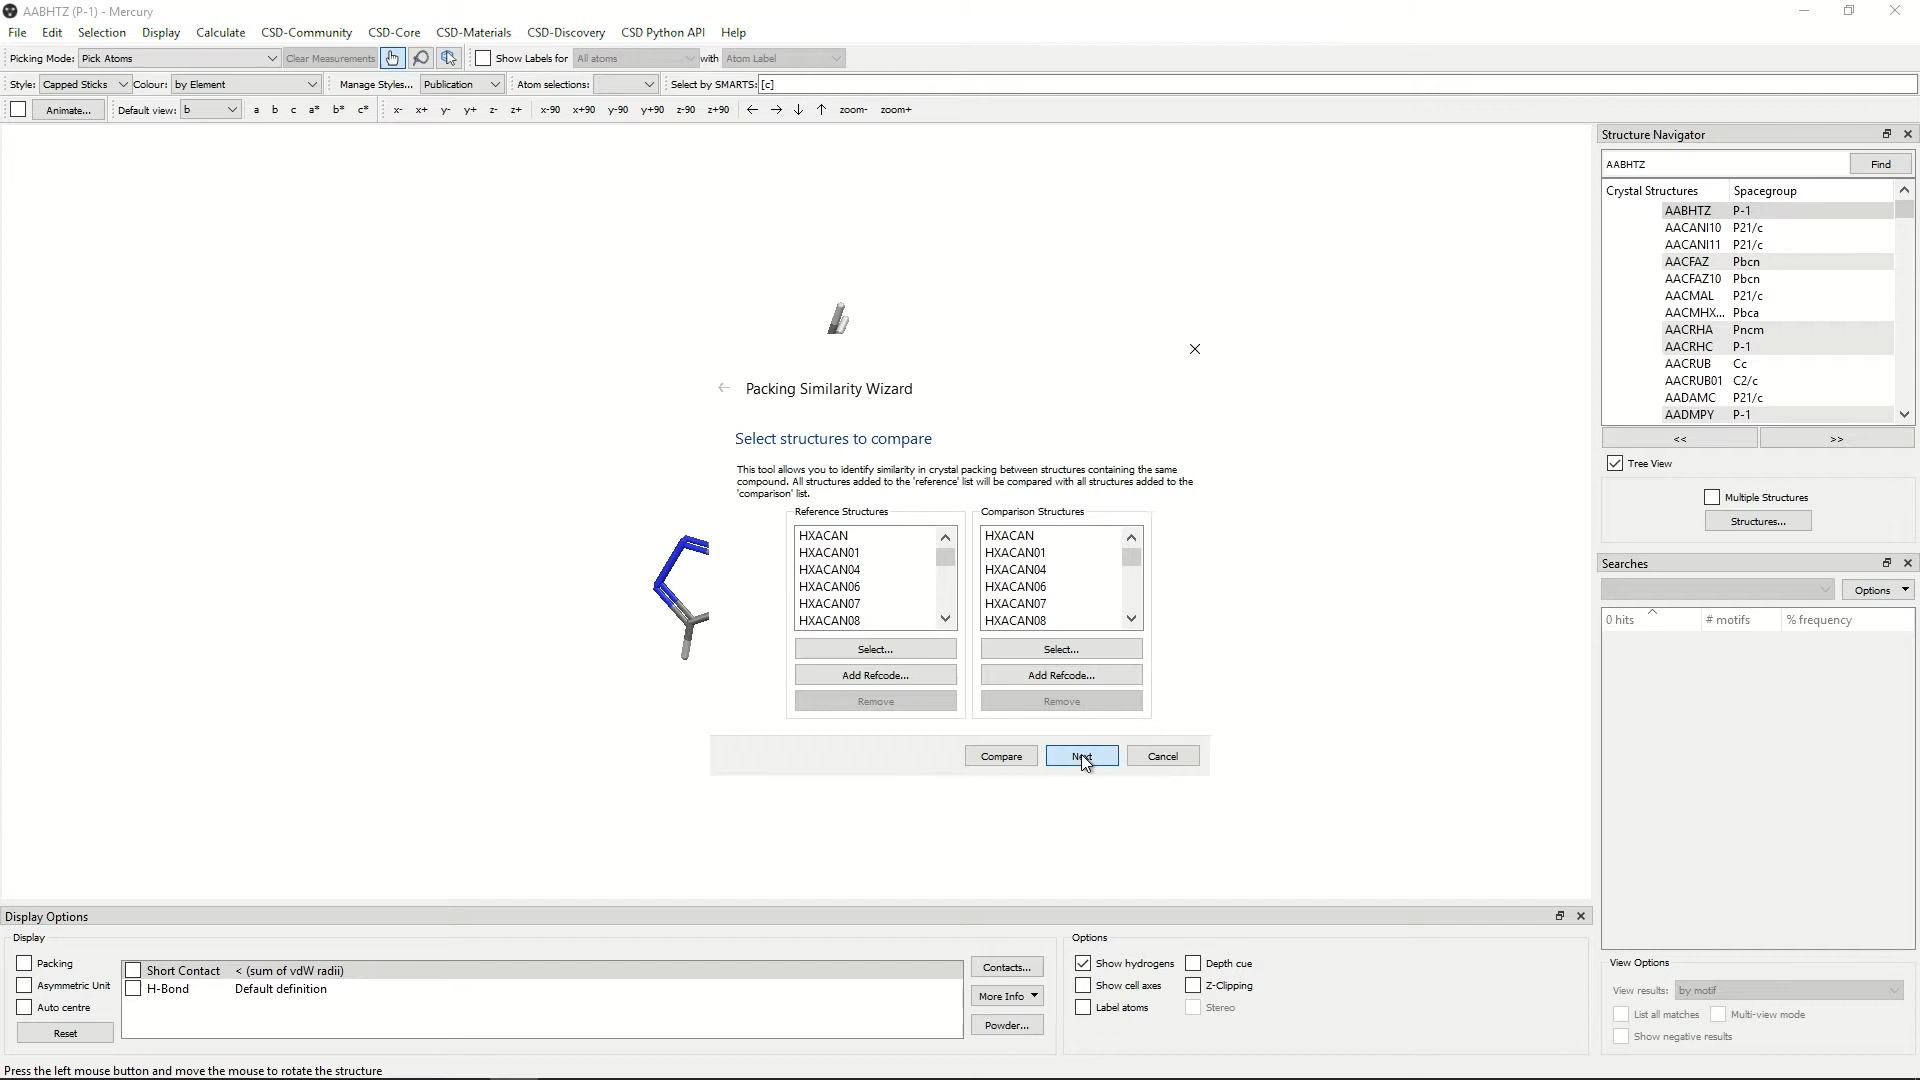 AABHTZ (P-1) - Mercury
File Edit Selection Display Calculate CSD-Community CSD-Core CSD-Materials CSD-Discovery CSD Python API Help
Picking Mode: Pick Atoms Clear Measurements Show Labels for All atoms with Atom Label
Style: Capped Sticks Colour: by Element Manage Styles... Publication Atom selections: Select by SMARTS: [c]
Animate... Default view: b a b c a* b* c* x- x+ y- y+ z- z+ x-90 x+90 y-90 y+90 z-90 z+90 ← → ↓ ↑ zoom- zoom+
Structure Navigator
AABHTZ Find
Crystal Structures Spacegroup
AABHTZ P-1
AACANI10 P21/c
AACANI11 P21/c
AACFAZ Pbcn
AACFAZ10 Pbcn
AACMAL P21/c
AACMHX... Pbca
AACRHA Pncm
AACRHC P-1
AACRUB Cc
AACRUB01 C2/c
AADAMC P21/c
AADMPY P-1
<< >>
Tree View
Multiple Structures
Structures...
Searches
Options
0 hits # motifs % frequency
View Options
View results: by motif
List all matches Multi-view mode
Show negative results
Packing Similarity Wizard
Select structures to compare
This tool allows you to identify similarity in crystal packing between structures containing the same
compound. All structures added to the 'reference' list will be compared with all structures added to the
'comparison' list.
Reference Structures Comparison Structures
HXACAN HXACAN
HXACAN01 HXACAN01
HXACAN04 HXACAN04
HXACAN06 HXACAN06
HXACAN07 HXACAN07
HXACAN08 HXACAN08
Select... Select...
Add Refcode... Add Refcode...
Remove Remove
Compare Next Cancel
Display Options
Display Options
Packing Short Contact < (sum of vdW radii) Contacts... Show hydrogens Depth cue
Asymmetric Unit H-Bond Default definition More Info Show cell axes Z-Clipping
Auto centre Label atoms Stereo
Reset Powder...
Press the left mouse button and move the mouse to rotate the structure